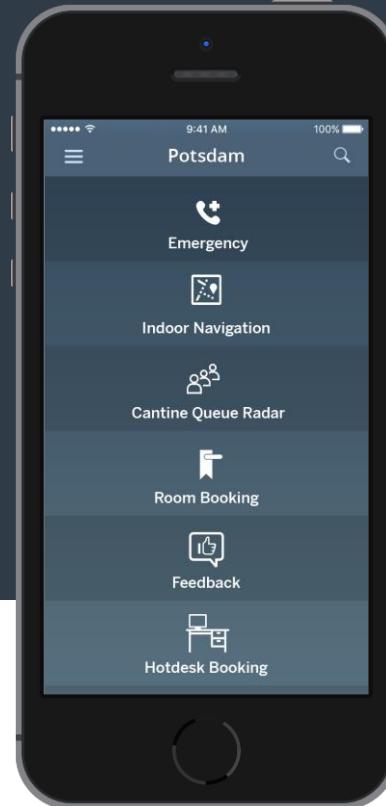 9:41 AM
100%
Potsdam
Emergency
Indoor Navigation
Cantine Queue Radar
Room Booking
Feedback
Hotdesk Booking